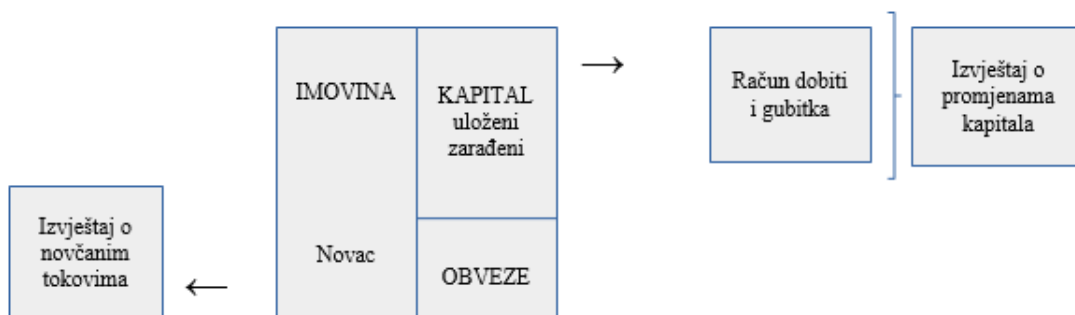 IMOVINA
KAPITAL
uloženi
zarađeni
→
Račun dobiti
i gubitka
Izvještaj o
promjenama
kapitala
Izvještaj o
novčanim
tokovima
←
Novac
OBVEZE